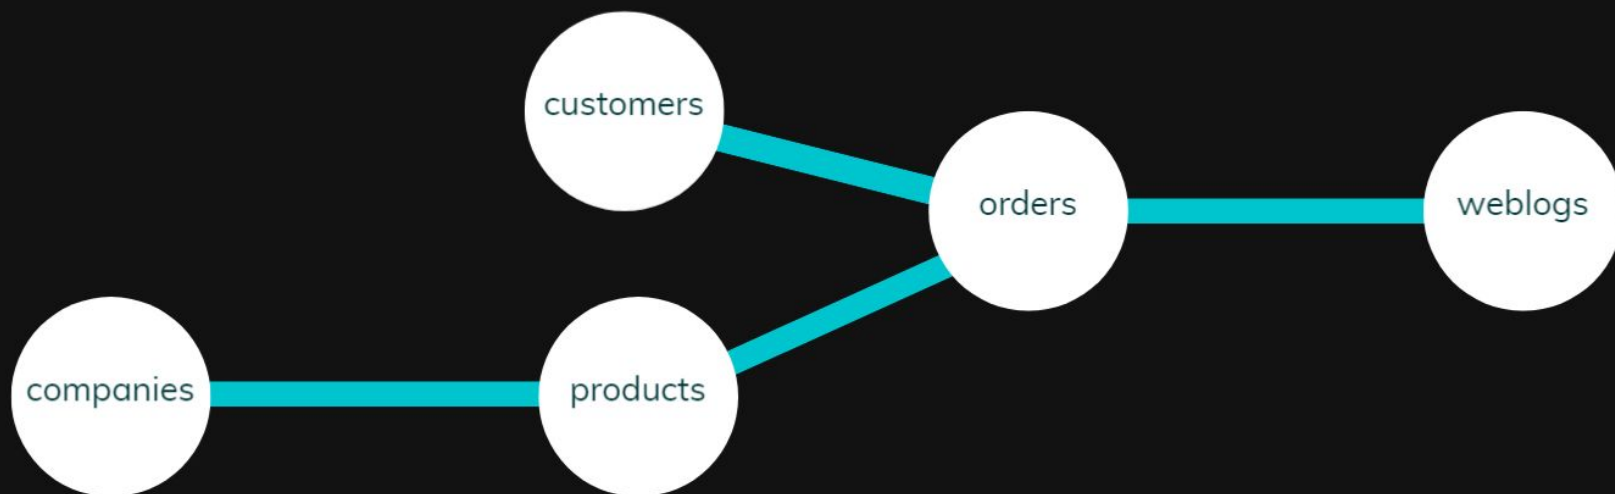 customers
orders
weblogs
companies
products